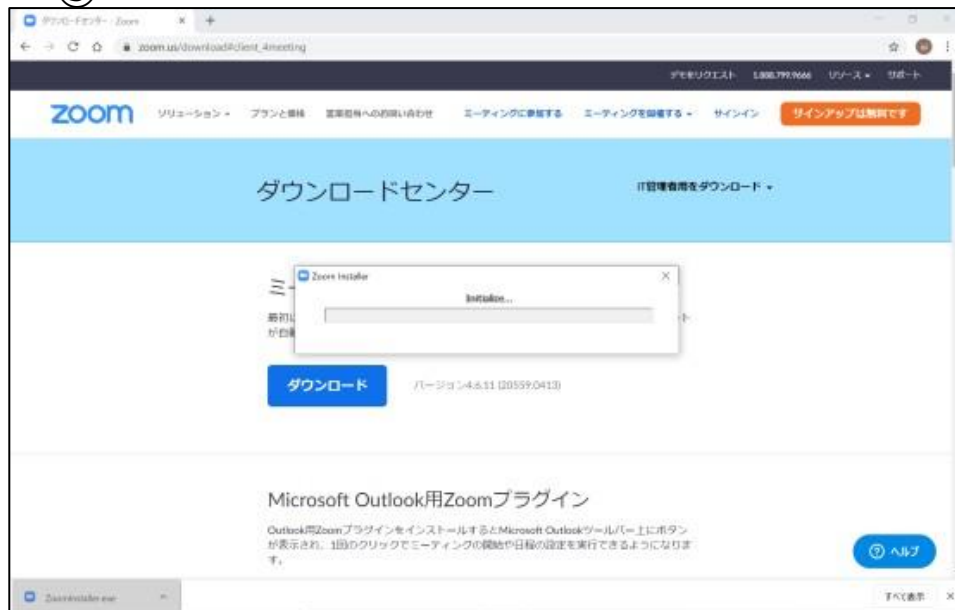 ダウンロードセンター - Zoom
zoom.us/download#client_4meeting
デモをリクエスト 1.888.799.9666 リソース サポート
zoom ソリューション プランと価格 営業担当へのお問い合わせ ミーティングに参加する ミーティングを開催する サインイン サインアップは無料です
ダウンロードセンター IT管理者用をダウンロード
Zoom Installer
ミー
Initialize...
最初に ート
が自動
ダウンロード バージョン4.6.11 (20559.0413)
Microsoft Outlook用Zoomプラグイン
Outlook用ZoomプラグインをインストールするとMicrosoft Outlookツールバー上にボタン
が表示され、1回のクリックでミーティングの開始や日程の設定を実行できるようになりま
す。
ヘルプ
ZoomInstaller.exe すべて表示